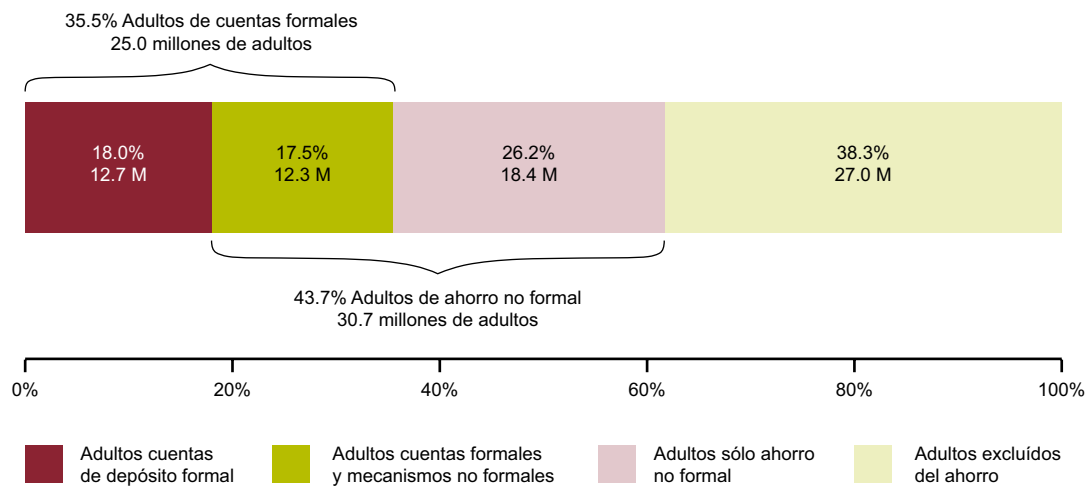 35.5% Adultos de cuentas formales
25.0 millones de adultos
18.0%
12.7 M
17.5%
12.3 M
26.2%
18.4 M
38.3%
27.0 M
43.7% Adultos de ahorro no formal
30.7 millones de adultos
0%
20%
40%
60%
80%
100%
Adultos cuentas
de depósito formal
Adultos cuentas formales
y mecanismos no formales
Adultos sólo ahorro
no formal
Adultos excluídos
del ahorro